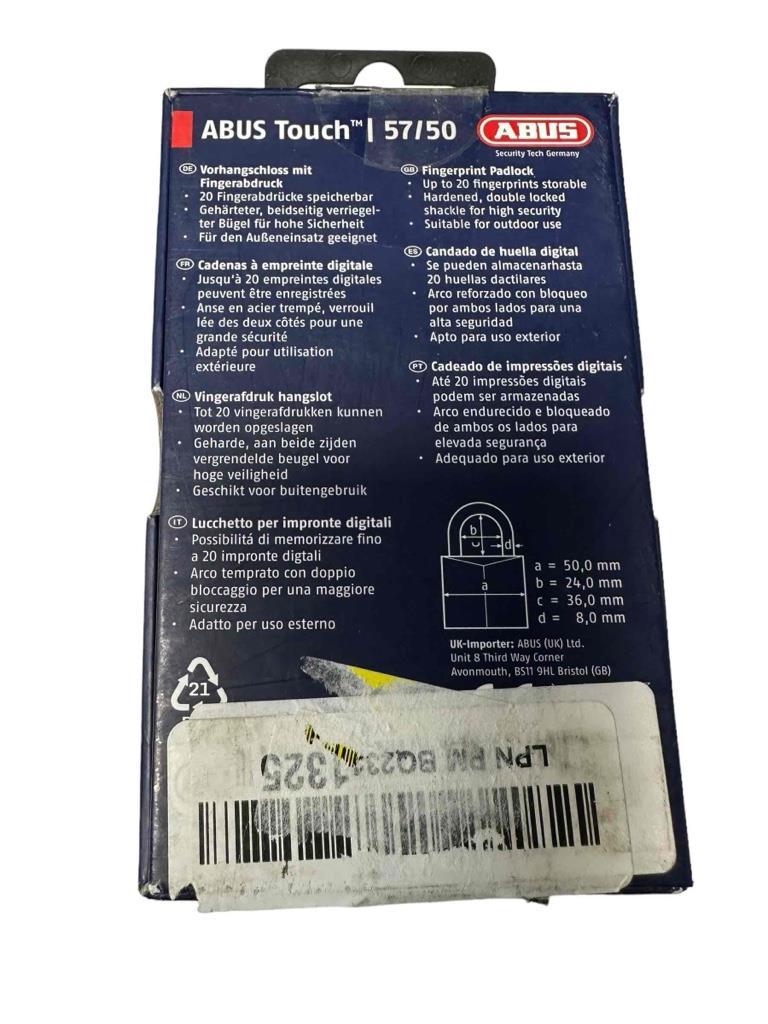 ABUS Touch™ | 57/50
ABUS
Security Tech Germany
DE Vorhangschloss mit
Fingerabdruck
· 20 Fingerabdrücke speicherbar
· Gehärteter, beidseitig verriegel-
ter Bügel für hohe Sicherheit
· Für den Außeneinsatz geeignet
FR Cadenas à empreinte digitale
· Jusqu'à 20 empreintes digitales
peuvent être enregistrées
· Anse en acier trempé, verrouil
lée des deux côtés pour une
grande sécurité
· Adapté pour utilisation
extérieure
NL Vingerafdruk hangslot
· Tot 20 vingerafdrukken kunnen
worden opgeslagen
· Geharde, aan beide zijden
vergrendelde beugel voor
hoge veiligheid
· Geschikt voor buitengebruik
IT Lucchetto per impronte digitali
· Possibilitá di memorizzare fino
a 20 impronte digtali
· Arco temprato con doppio
bloccaggio per una maggiore
sicurezza
· Adatto per uso esterno
GB Fingerprint Padlock
· Up to 20 fingerprints storable
· Hardened, double locked
shackle for high security
· Suitable for outdoor use
ES Candado de huella digital
· Se pueden almacenarhasta
20 huellas dactilares
· Arco reforzado con bloqueo
por ambos lados para una
alta seguridad
· Apto para uso exterior
PT Cadeado de impressões digitais
· Até 20 impressões digitais
podem ser armazenadas
· Arco endurecido e bloqueado
de ambos os lados para
elevada segurança
· Adequado para uso exterior
b
c
d
a
a = 50,0 mm
b = 24,0 mm
c = 36,0 mm
d = 8,0 mm
UK-Importer: ABUS (UK) Ltd.
Unit 8 Third Way Corner
Avonmouth, BS11 9HL Bristol (GB)
21
LPN PM